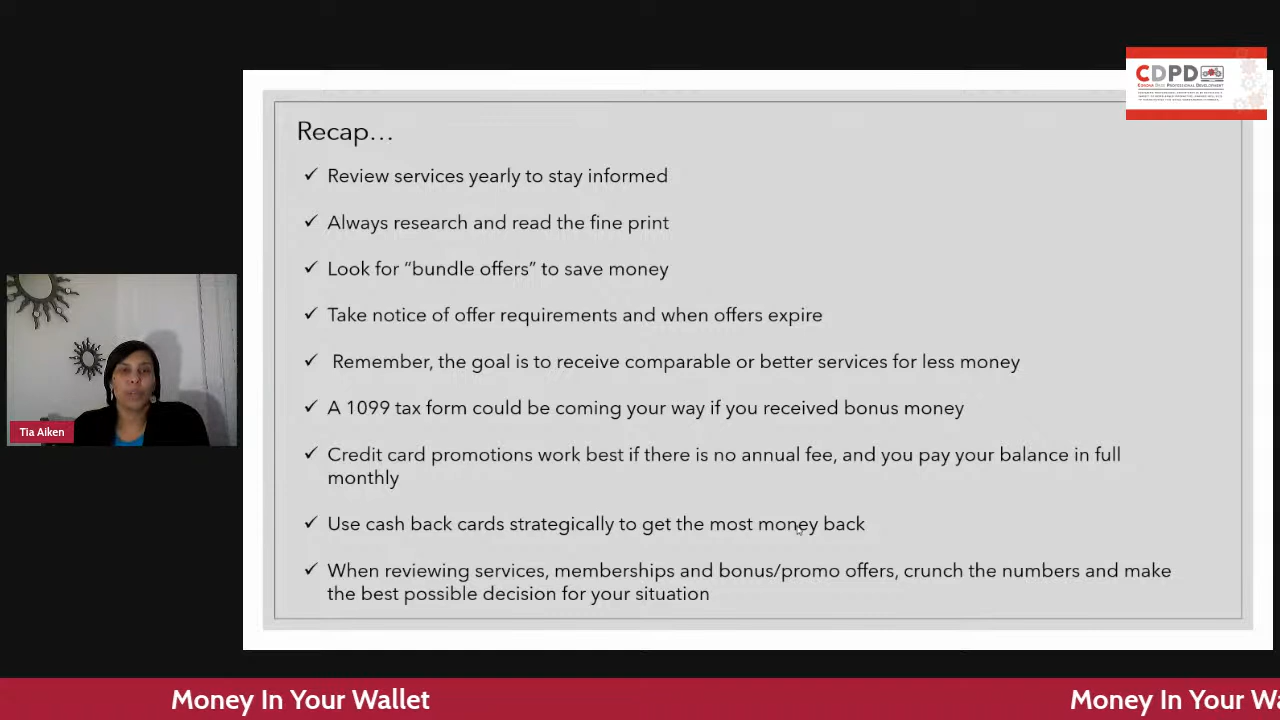 CDPD
Recap…
✓ Review services yearly to stay informed
✓ Always research and read the fine print
✓ Look for “bundle offers” to save money
✓ Take notice of offer requirements and when offers expire
✓ Remember, the goal is to receive comparable or better services for less money
✓ A 1099 tax form could be coming your way if you received bonus money
✓ Credit card promotions work best if there is no annual fee, and you pay your balance in full
monthly
✓ Use cash back cards strategically to get the most money back
✓ When reviewing services, memberships and bonus/promo offers, crunch the numbers and make
the best possible decision for your situation
Tia Aiken
Money In Your Wallet
Money In Your Wa